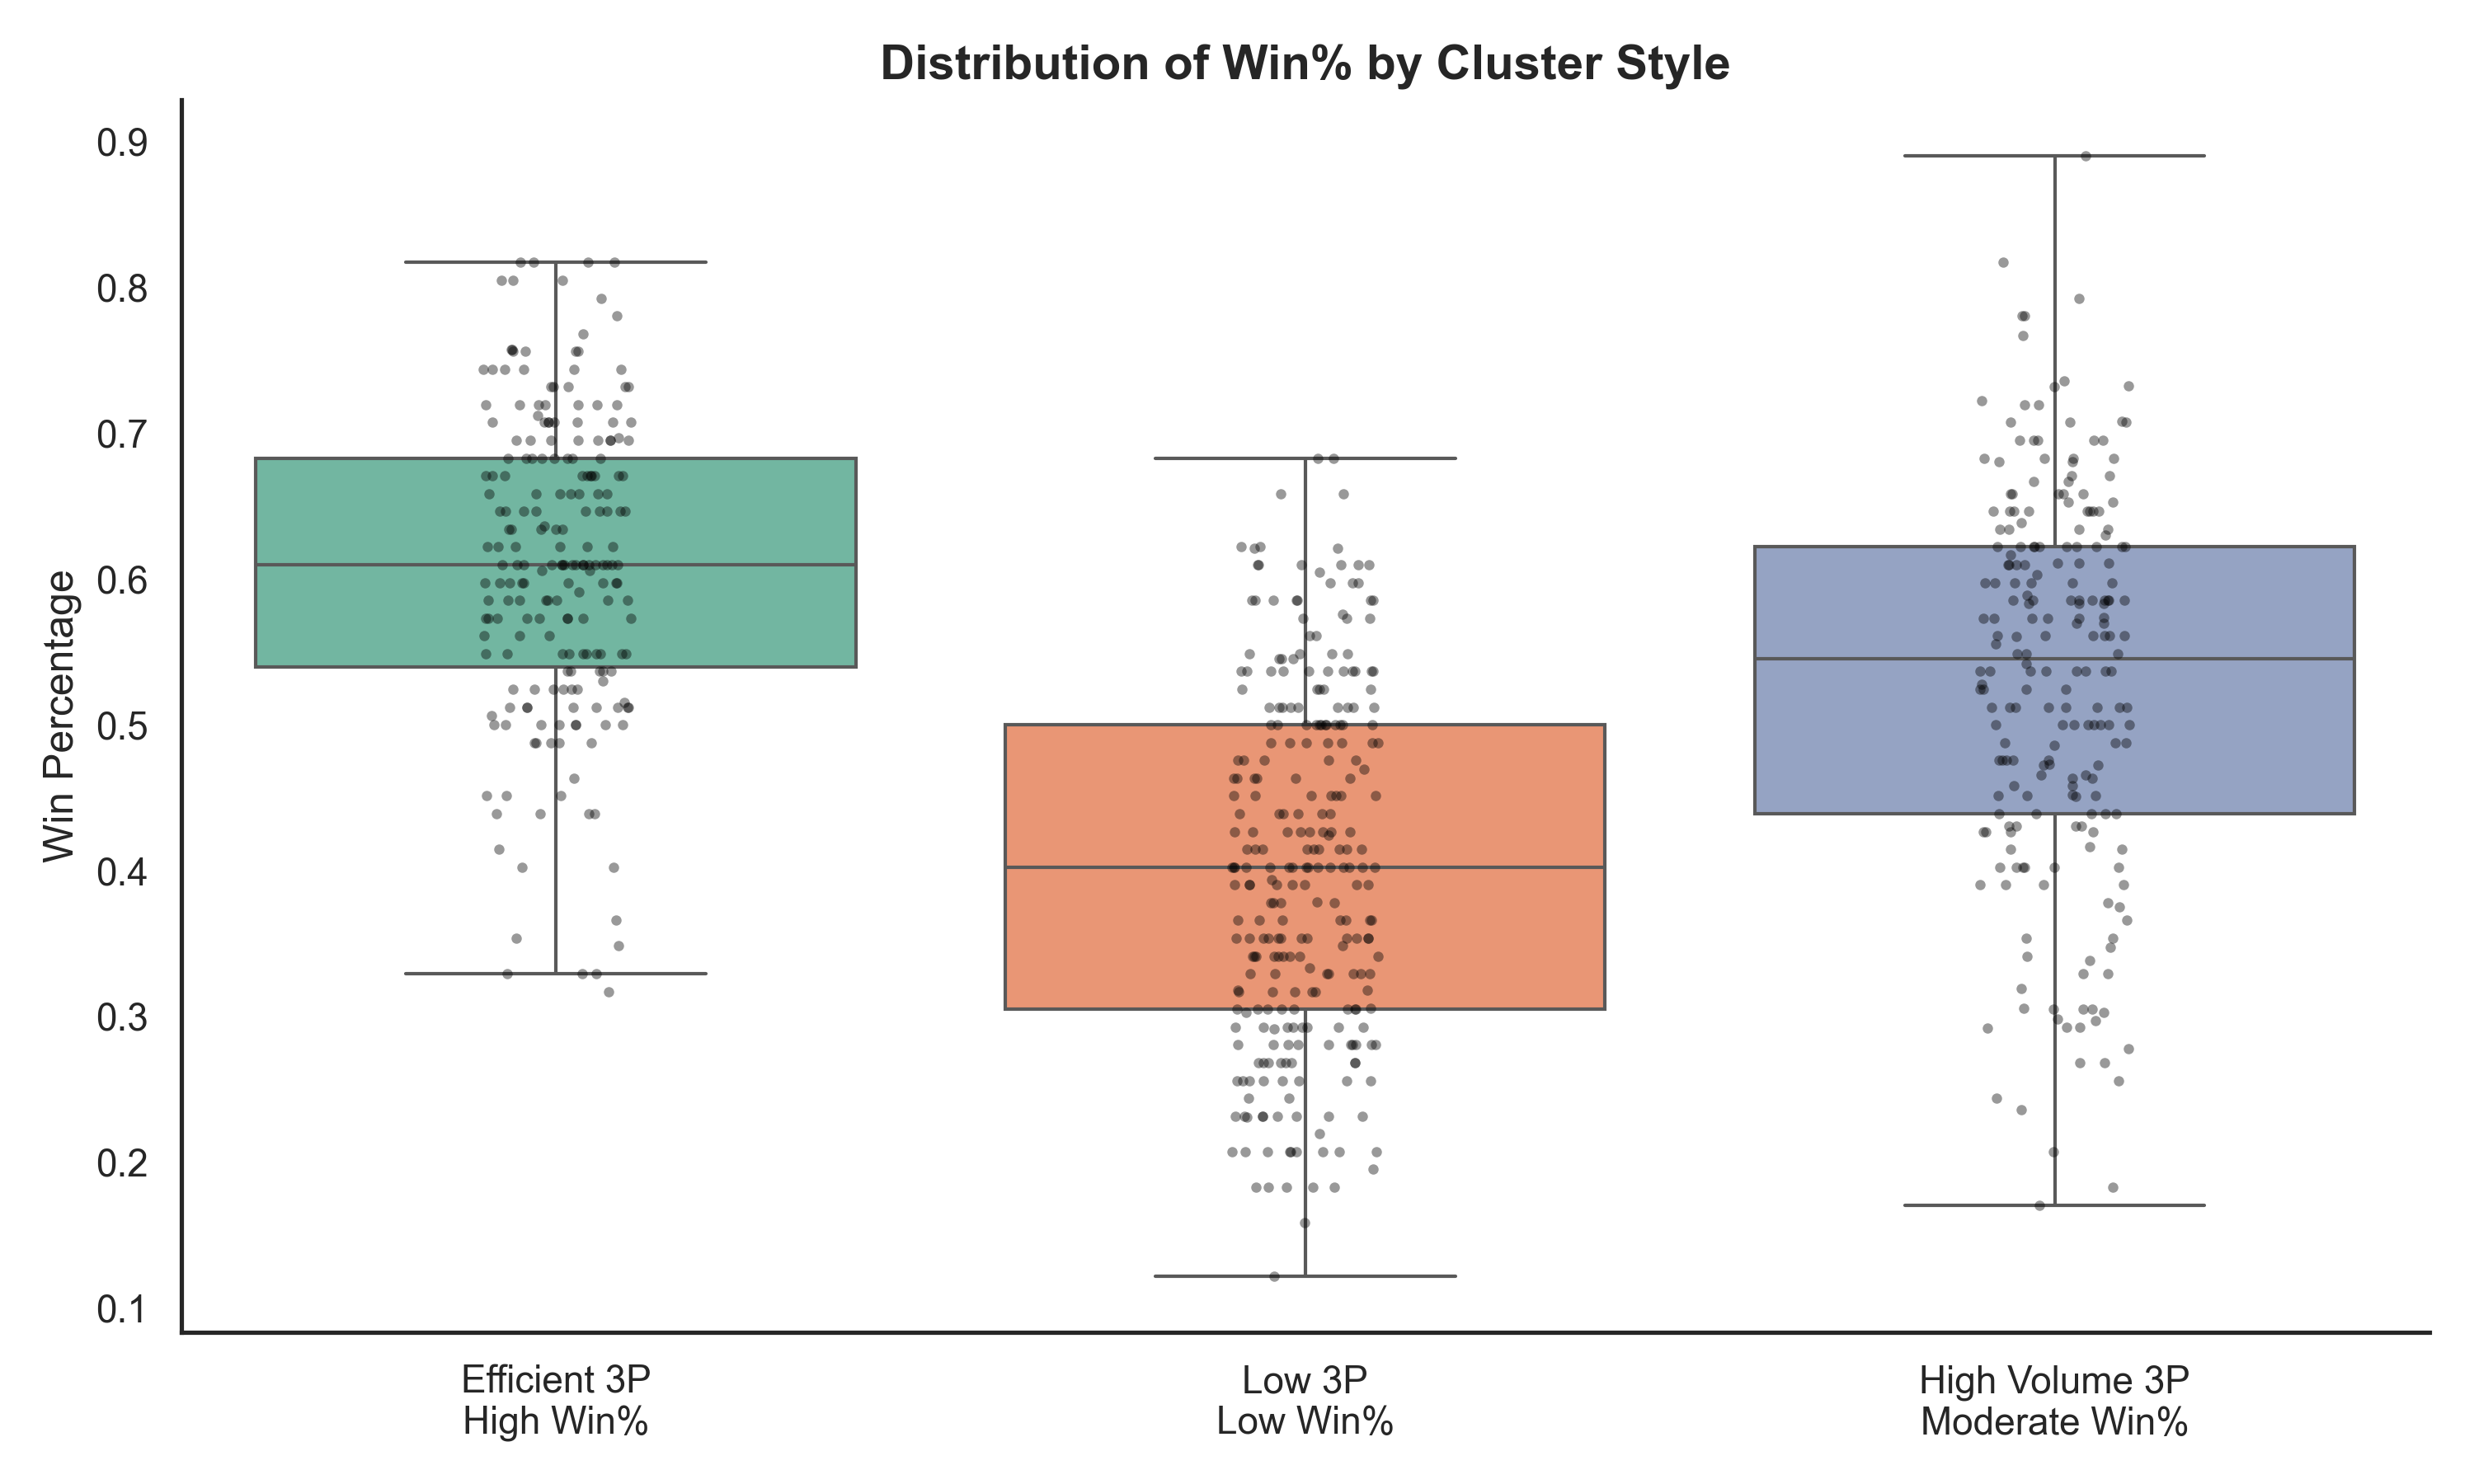 Distribution of Win% by Cluster Style
Win Percentage
0.9
0.8
0.7
0.6
0.5
0.4
0.3
0.2
0.1
Efficient 3P
High Win%
Low 3P
Low Win%
High Volume 3P
Moderate Win%